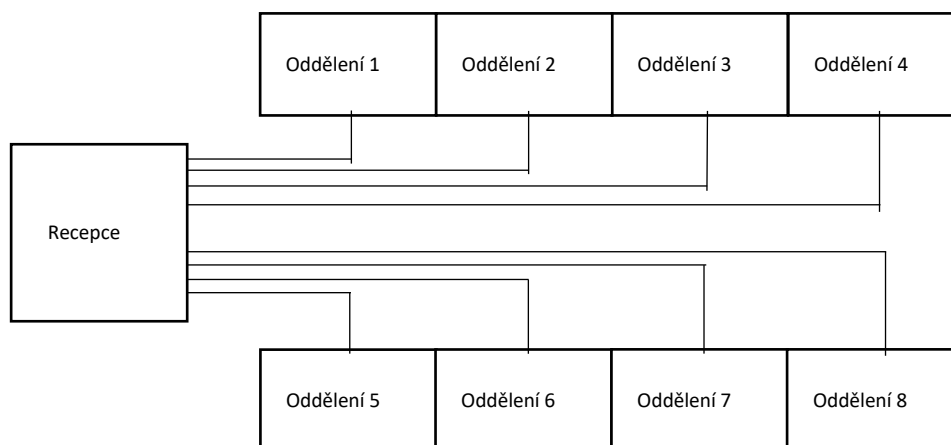 Oddělení 1
Oddělení 2
Oddělení 3
Oddělení 4
Recepce
Oddělení 5
Oddělení 6
Oddělení 7
Oddělení 8